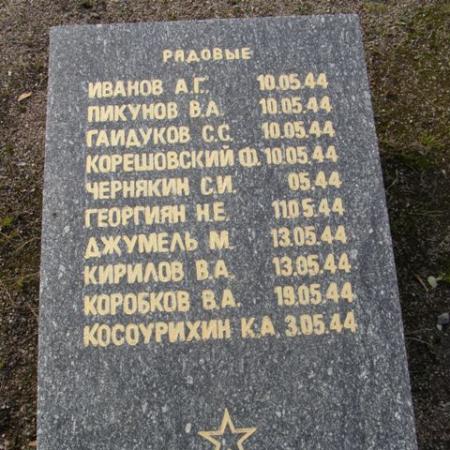 РЯДОВЫЕ
ИВАНОВ А.Г. 10.05.44
ПИКУНОВ В.А. 10.05.44
ГАИДУКОВ С.С. 10.05.44
КОРЕШОВСКИЙ Ф. 10.05.44
ЧЕРНЯКИН С.И. 05.44
ГЕОРГИЯН Н.Е. 11.05.44
ДЖУМЕЛЬ М. 13.05.44
КИРИЛОВ В.А. 13.05.44
КОРОБКОВ В.А. 19.05.44
КОСОУРИХИН К.А. 3.05.44